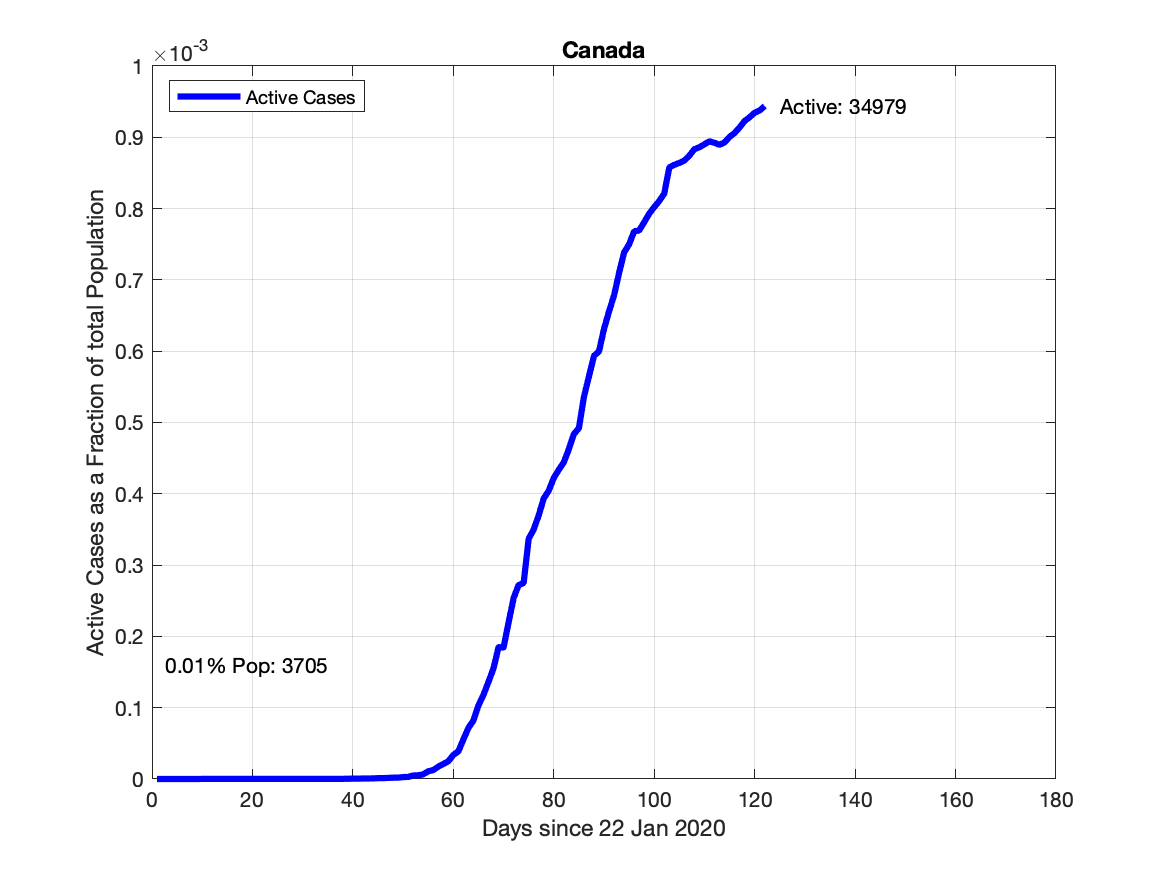 Canada
×10-3
1
0.9
0.8
0.7
0.6
0.5
0.4
0.3
0.2
0.1
0
Active Cases as a Fraction of total Population
Active Cases
Active: 34979
0.01% Pop: 3705
0 20 40 60 80 100 120 140 160 180
Days since 22 Jan 2020